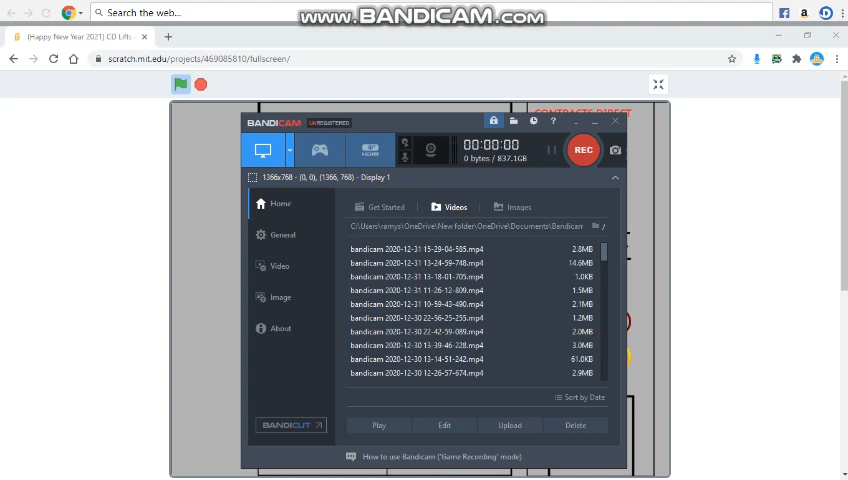 Search the web...
WWW.BANDICAM.COM
(Happy New Year 2021) CD Lifts
scratch.mit.edu/projects/469085810/fullscreen/
CONTRACTS DIRECT
BANDICAM UNREGISTERED
HDMI
00:00:00
0 bytes / 837.1GB
REC
1366x768 - (0, 0), (1366, 768) - Display 1
Home
General
Video
Image
About
BANDICUT
Get Started Videos Images
C:\Users\ramys\OneDrive\New folder\OneDrive\Documents\Bandicam
bandicam 2020-12-31 15-29-04-585.mp4 2.8MB
bandicam 2020-12-31 13-24-59-748.mp4 14.6MB
bandicam 2020-12-31 13-18-01-705.mp4 1.0KB
bandicam 2020-12-31 11-26-12-809.mp4 1.5MB
bandicam 2020-12-31 10-59-43-490.mp4 2.1MB
bandicam 2020-12-30 22-56-25-255.mp4 1.2MB
bandicam 2020-12-30 22-42-59-089.mp4 2.0MB
bandicam 2020-12-30 13-39-46-228.mp4 3.0MB
bandicam 2020-12-30 13-14-51-242.mp4 61.0KB
bandicam 2020-12-30 12-26-57-674.mp4 2.9MB
Sort by Date
Play Edit Upload Delete
How to use Bandicam ('Game Recording' mode)